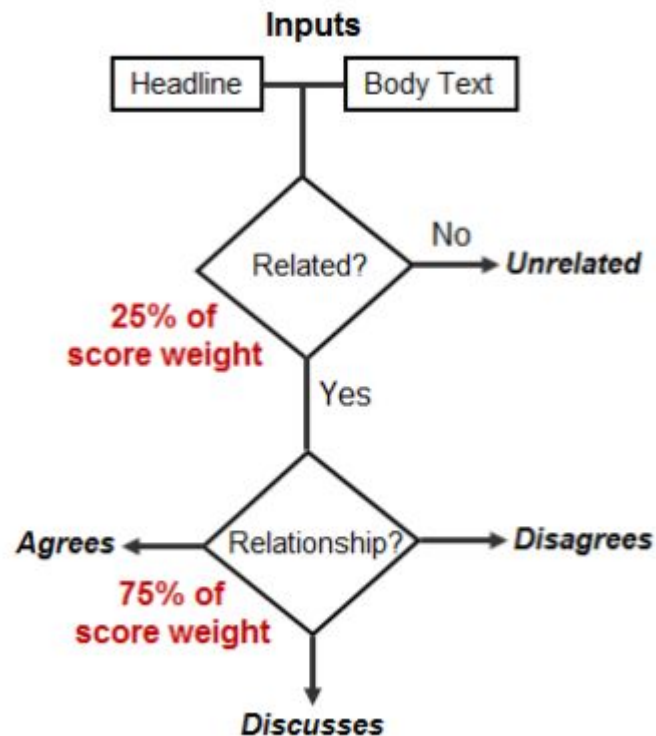 Inputs
Headline
Body Text
Related?
No
Unrelated
25% of
score weight
Yes
Agrees
Relationship?
Disagrees
75% of
score weight
Discusses